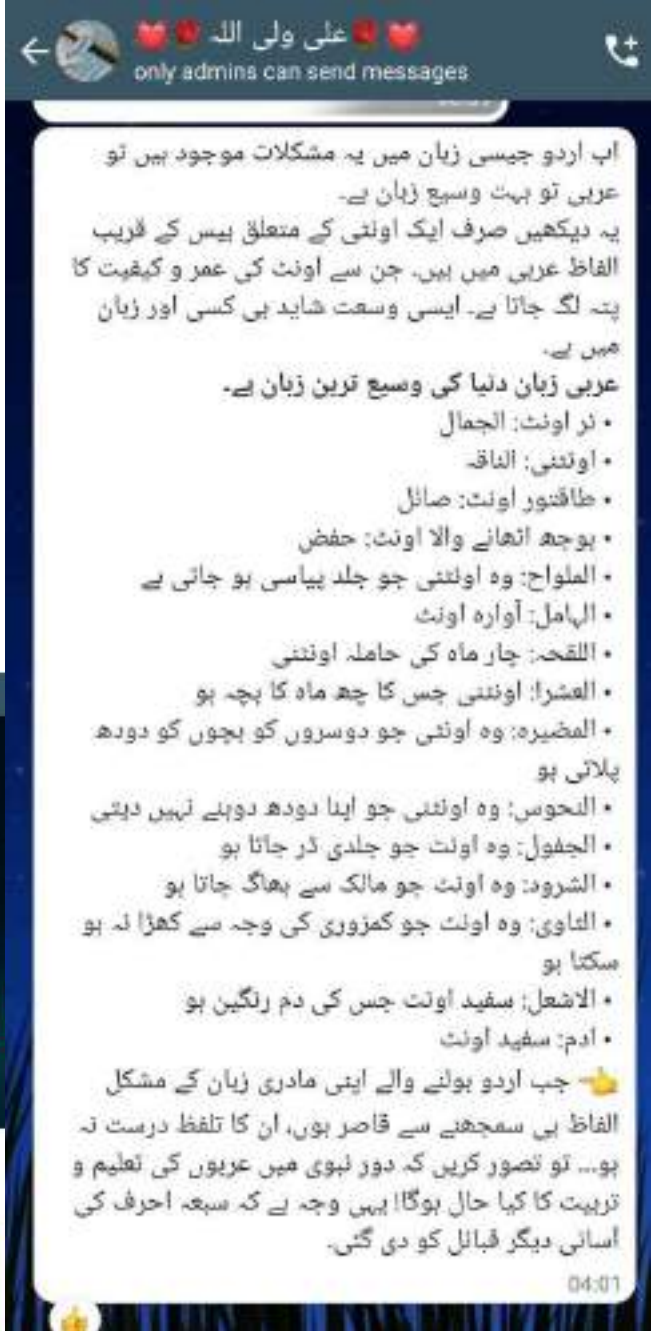 ❤️🌹علی ولی اللہ 🌹❤️
only admins can send messages
اب اردو جیسی زبان میں یہ مشکلات موجود ہیں تو
عربی تو بہت وسیع زبان ہے۔
یہ دیکھیں صرف ایک اونٹی کے متعلق بیس کے قریب
الفاظ عربی میں ہیں، جن سے اونٹ کی عمر و کیفیت کا
پتہ لگ جاتا ہے۔ ایسی وسعت شاید ہی کسی اور زبان
میں ہے۔
عربی زبان دنیا کی وسیع ترین زبان ہے۔
• نر اونٹ: الجمال
• اونٹنی: الناقہ
• طاقتور اونٹ: صائل
• بوجھ اٹھانے والا اونٹ: حفض
• الملواح: وہ اونٹنی جو جلد پیاسی ہو جاتی ہے
• الہامل: آوارہ اونٹ
• اللقحہ: چار ماہ کی حاملہ اونٹنی
• العشرا: اونٹنی جس کا چھ ماہ کا بچہ ہو
• المضیرہ: وہ اونٹی جو دوسروں کو بچوں کو دودھ
پلاتی ہو
• النحوس: وہ اونٹنی جو اپنا دودھ دوہنے نہیں دیتی
• الجفول: وہ اونٹ جو جلدی ڈر جاتا ہو
• الشرود: وہ اونٹ جو مالک سے بھاگ جاتا ہو
• الثاوی: وہ اونٹ جو کمزوری کی وجہ سے کھڑا نہ ہو
سکتا ہو
• الاشعل: سفید اونٹ جس کی دم رنگین ہو
• ادم: سفید اونٹ
👈 جب اردو بولنے والے اپنی مادری زبان کے مشکل
الفاظ ہی سمجھنے سے قاصر ہوں، ان کا تلفظ درست نہ
ہو... تو تصور کریں کہ دور نبوی میں عربوں کی تعلیم و
تربیت کا کیا حال ہوگا! یہی وجہ ہے کہ سبعہ احرف کی
آسانی دیگر قبائل کو دی گئی۔
04:01